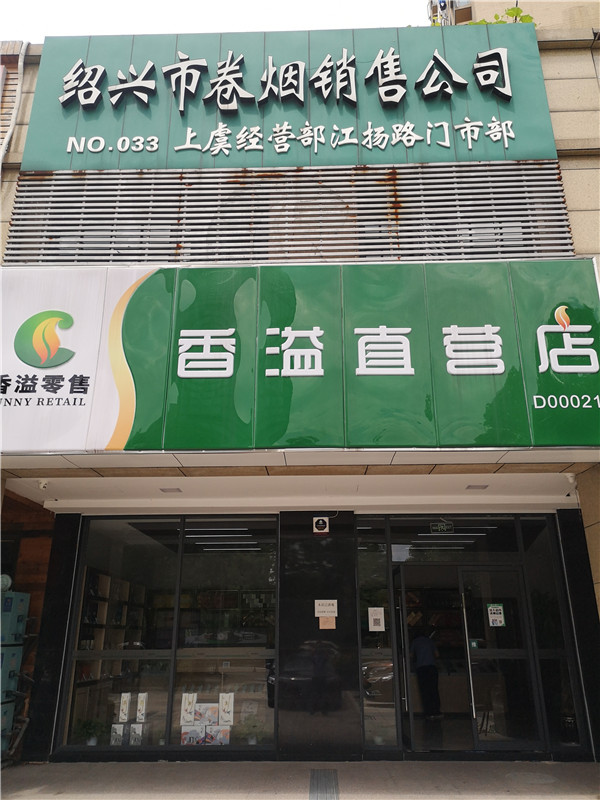 绍兴市卷烟销售公司
NO.033 上虞经营部江扬路门市部
香溢直营店
香溢零售
UNNY RETAIL
D00021